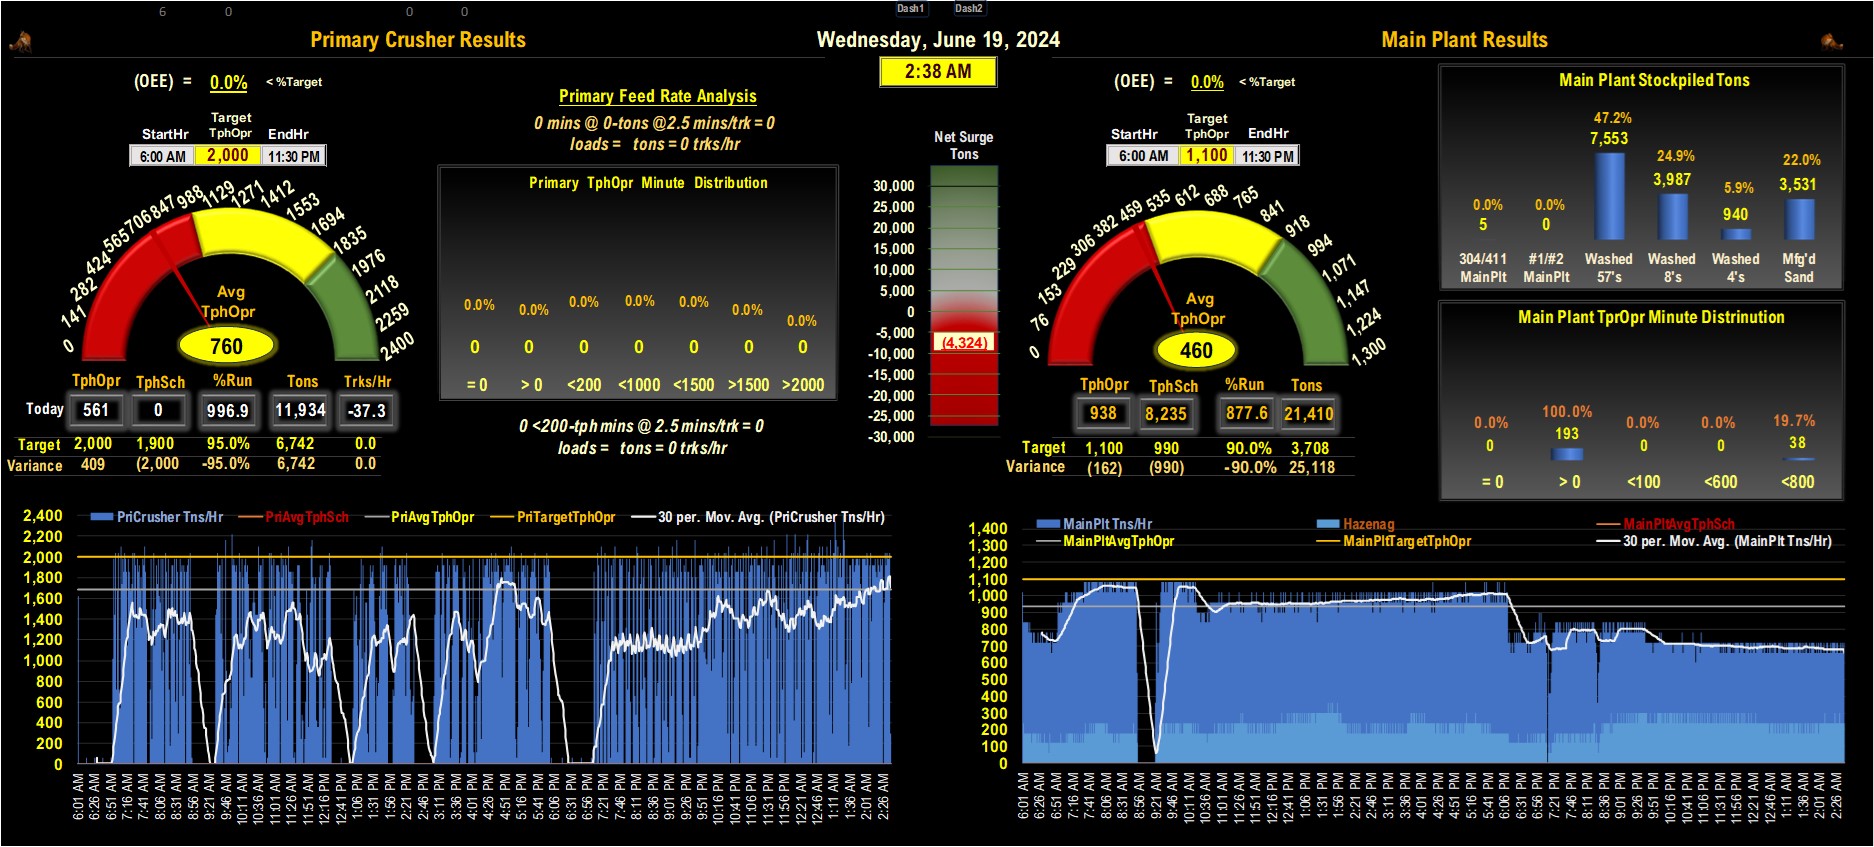 6 0 0 0 Dash1 Dash2
Primary Crusher Results
Wednesday, June 19, 2024
Main Plant Results
2:38 AM
(OEE) = 0.0% < %Target
Target
StartHr TphOpr EndHr
6:00 AM 2,000 11:30 PM
0
141
282
424
565
706
847
988
1129
1271
1412
1553
1694
1835
1976
2118
2259
2400
Avg
TphOpr
760
TphOpr TphSch %Run Tons Trks/Hr
Today 561 0 996.9 11,934 -37.3
Target 2,000 1,900 95.0% 6,742 0.0
Variance 409 (2,000 -95.0% 6,742 0.0
Primary Feed Rate Analysis
0 mins @ 0-tons @2.5 mins/trk = 0
loads = tons = 0 trks/hr
Primary TphOpr Minute Distribution
0.0% 0.0% 0.0% 0.0% 0.0% 0.0% 0.0%
0 0 0 0 0 0 0
= 0 > 0 <200 <1000 <1500 >1500 >2000
0 <200-tph mins @ 2.5 mins/trk = 0
loads = tons = 0 trks/hr
Net Surge
Tons
30,000
25,000
20,000
15,000
10,000
5,000
0
-5,000
(4,324)
-10,000
-15,000
-20,000
-25,000
-30,000
(OEE) = 0.0% < %Target
Target
StartHr TphOpr EndHr
6:00 AM 1,100 11:30 PM
0
76
153
229
306
382
459
535
612
688
765
841
918
994
1,071
1,147
1,224
1,300
Avg
TphOpr
460
TphOpr TphSch %Run Tons
938 8,235 877.6 21,410
Target 1,100 990 90.0% 3,708
Variance (162) (990) -90.0% 25,118
Main Plant Stockpiled Tons
0.0% 0.0% 47.2% 24.9% 5.9% 22.0%
5 0 7,553 3,987 940 3,531
304/411 #1/#2 Washed Washed Washed Mfg'd
MainPlt MainPlt 57's 8's 4's Sand
Main Plant TprOpr Minute Distrinution
0.0% 100.0% 0.0% 0.0% 19.7%
0 193 0 0 38
= 0 > 0 <100 <600 <800
PriCrusher Tns/Hr PriAvgTphSch PriAvgTphOpr PriTargetTphOpr 30 per. Mov. Avg. (PriCrusher Tns/Hr)
2,400
2,200
2,000
1,800
1,600
1,400
1,200
1,000
800
600
400
200
0
6:01 AM 6:26 AM 6:51 AM 7:16 AM 7:41 AM 8:06 AM 8:31 AM 8:56 AM 9:21 AM 9:46 AM 10:11 AM 10:36 AM 11:01 AM 11:26 AM 11:51 AM 12:16 PM 12:41 PM 1:06 PM 1:31 PM 1:56 PM 2:21 PM 2:46 PM 3:11 PM 3:36 PM 4:01 PM 4:26 PM 4:51 PM 5:16 PM 5:41 PM 6:06 PM 6:31 PM 6:56 PM 7:21 PM 7:46 PM 8:11 PM 8:36 PM 9:01 PM 9:26 PM 9:51 PM 10:16 PM 10:41 PM 11:06 PM 11:31 PM 11:56 PM 12:21 AM 12:46 AM 1:11 AM 1:36 AM 2:01 AM 2:26 AM
MainPlt Tns/Hr Hazenag MainPltAvgTphSch
MainPltAvgTphOpr MainPltTargetTphOpr 30 per. Mov. Avg. (MainPlt Tns/Hr)
1,400
1,300
1,200
1,100
1,000
900
800
700
600
500
400
300
200
100
0
6:01 AM 6:26 AM 6:51 AM 7:16 AM 7:41 AM 8:06 AM 8:31 AM 8:56 AM 9:21 AM 9:46 AM 10:11 AM 10:36 AM 11:01 AM 11:26 AM 11:51 AM 12:16 PM 12:41 PM 1:06 PM 1:31 PM 1:56 PM 2:21 PM 2:46 PM 3:11 PM 3:36 PM 4:01 PM 4:26 PM 4:51 PM 5:16 PM 5:41 PM 6:06 PM 6:31 PM 6:56 PM 7:21 PM 7:46 PM 8:11 PM 8:36 PM 9:01 PM 9:26 PM 9:51 PM 10:16 PM 10:41 PM 11:06 PM 11:31 PM 11:56 PM 12:21 AM 12:46 AM 1:11 AM 1:36 AM 2:01 AM 2:26 AM